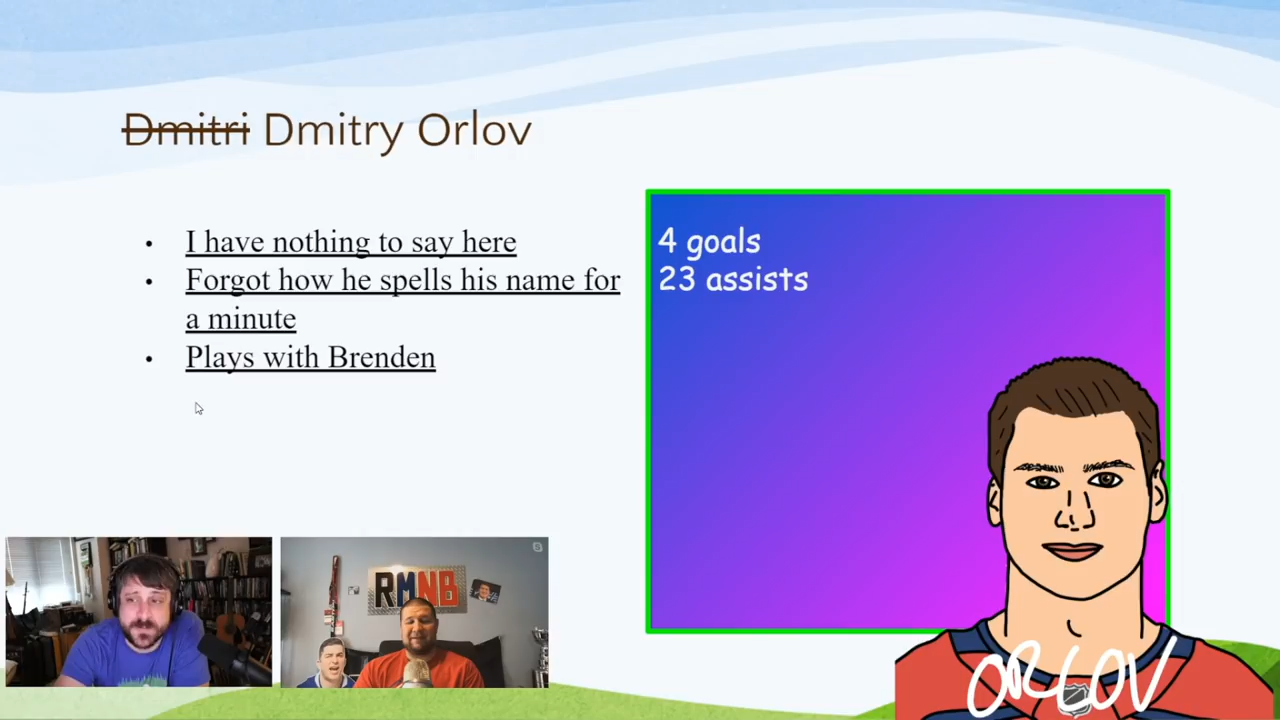 Dmitri Dmitry Orlov
• I have nothing to say here
• Forgot how he spells his name for
a minute
• Plays with Brenden
4 goals
23 assists
RMNB
ORLOV